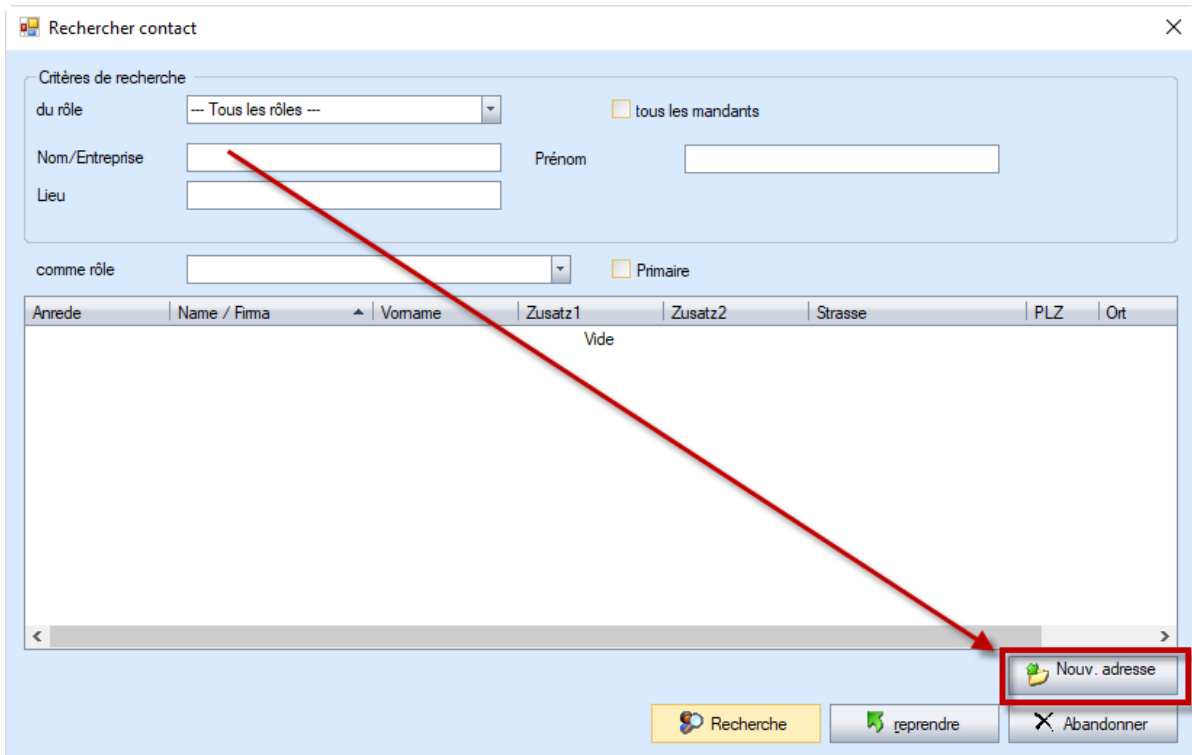 Rechercher contact
Critères de recherche
du rôle --- Tous les rôles --- tous les mandants
Nom/Entreprise Prénom
Lieu
comme rôle Primaire
Anrede Name / Firma Vorname Zusatz1 Zusatz2 Strasse PLZ Ort
Vide
Nouv. adresse
Recherche reprendre Abandonner